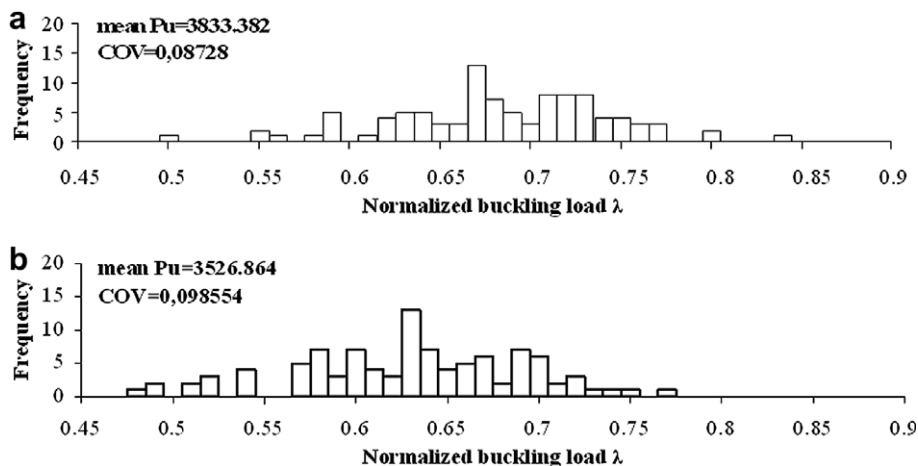 a
mean Pu=3833.382
COV=0,08728
Frequency
20
15
10
5
0
0.45 0.5 0.55 0.6 0.65 0.7 0.75 0.8 0.85 0.9
Normalized buckling load λ
b
mean Pu=3526.864
COV=0,098554
Frequency
20
15
10
5
0
0.45 0.5 0.55 0.6 0.65 0.7 0.75 0.8 0.85 0.9
Normalized buckling load λ